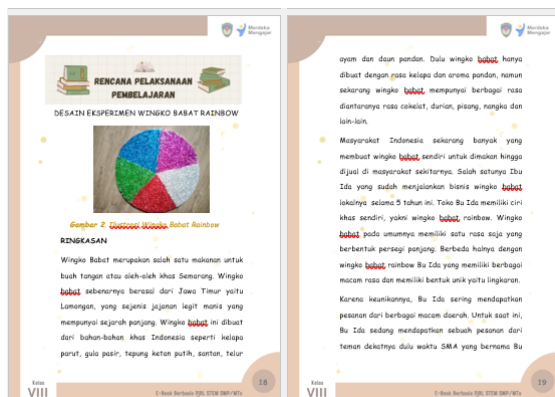 Merdeka
Mengajar
RENCANA PELAKSANAAN
PEMBELAJARAN
DESAIN EKSPERIMEN WINGKO BABAT RAINBOW
Gambar 2. Ilustrasi Wingko Babat Rainbow
RINGKASAN
Wingko Babat merupakan salah satu makanan untuk
buah tangan atau oleh-oleh khas Semarang. Wingko
babat sebenarnya berasal dari Jawa Timur yaitu
Lamongan, yang sejenis jajanan legit manis yang
mempunyai sejarah panjang. Wingko babat ini dibuat
dari bahan-bahan khas Indonesia seperti kelapa
parut, gula pasir, tepung ketan putih, santan, telur
Kelas
VIII
E-Book Berbasis PjBL STEM SMP/MTs
18
Merdeka
Mengajar
ayam dan daun pandan. Dulu wingko babat hanya
dibuat dengan rasa kelapa dan aroma pandan, namun
sekarang wingko babat mempunyai berbagai rasa
diantaranya rasa cokelat, durian, pisang, nangka dan
lain-lain.
Masyarakat Indonesia sekarang banyak yang
membuat wingko babat sendiri untuk dimakan hingga
dijual di masyarakat sekitarnya. Salah satunya Ibu
Ida yang sudah menjalankan bisnis wingko babat
lokalnya selama 5 tahun ini. Toko Bu Ida memiliki ciri
khas sendiri, yakni wingko babat rainbow. Wingko
babat pada umumnya memiliki satu rasa saja yang
berbentuk persegi panjang. Berbeda halnya dengan
wingko babat rainbow Bu Ida yang memiliki berbagai
macam rasa dan memiliki bentuk unik yaitu lingkaran.
Karena keunikannya, Bu Ida sering mendapatkan
pesanan dari berbagai macam daerah. Untuk saat ini,
Bu Ida sedang mendapatkan sebuah pesanan dari
teman dekatnya dulu waktu SMA yang bernama Bu
Kelas
VIII
E-Book Berbasis PjBL STEM SMP/MTs
19